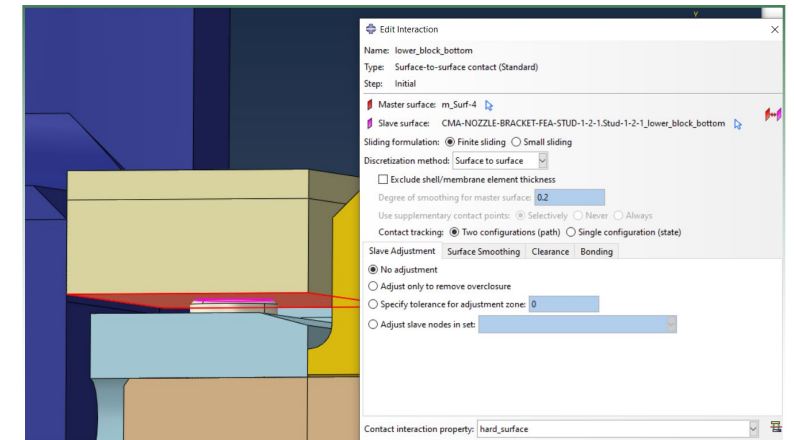 Y
Edit Interaction
Name: lower_block_bottom
Type: Surface-to-surface contact (Standard)
Step: Initial
Master surface: m_Surf-4
Slave surface: CMA-NOZZLE-BRACKET-FEA-STUD-1-2-1.Stud-1-2-1_lower_block_bottom
Sliding formulation: Finite sliding Small sliding
Discretization method: Surface to surface
Exclude shell/membrane element thickness
Degree of smoothing for master surface: 0.2
Use supplementary contact points: Selectively Never Always
Contact tracking: Two configurations (path) Single configuration (state)
Slave Adjustment Surface Smoothing Clearance Bonding
No adjustment
Adjust only to remove overclosure
Specify tolerance for adjustment zone: 0
Adjust slave nodes in set:
Contact interaction property: hard_surface